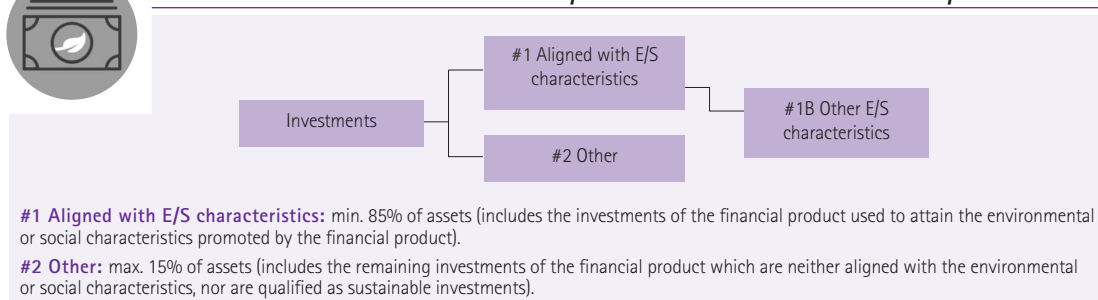 #1 Aligned with E/S
characteristics
Investments
#1B Other E/S
characteristics
#2 Other
#1 Aligned with E/S characteristics: min. 85% of assets (includes the investments of the financial product used to attain the environmental
or social characteristics promoted by the financial product).
#2 Other: max. 15% of assets (includes the remaining investments of the financial product which are neither aligned with the environmental
or social characteristics, nor are qualified as sustainable investments).